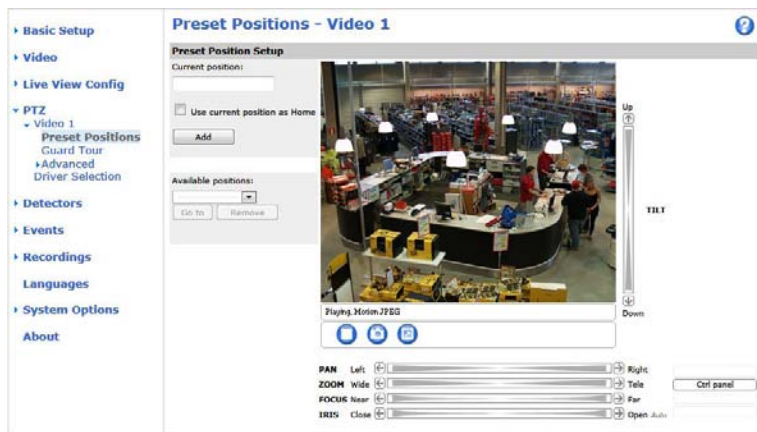 Basic Setup
Video
Live View Config
PTZ
Video 1
Preset Positions
Guard Tour
Advanced
Driver Selection
Detectors
Events
Recordings
Languages
System Options
About
Preset Positions - Video 1
?
Preset Position Setup
Current position:
Use current position as Home
Add
Available positions:
Go to Remove
Up
TILT
Down
Playing, Motion JPEG
PAN Left Right
ZOOM Wide Tele Ctrl panel
FOCUS Near Far
IRIS Close Open Auto